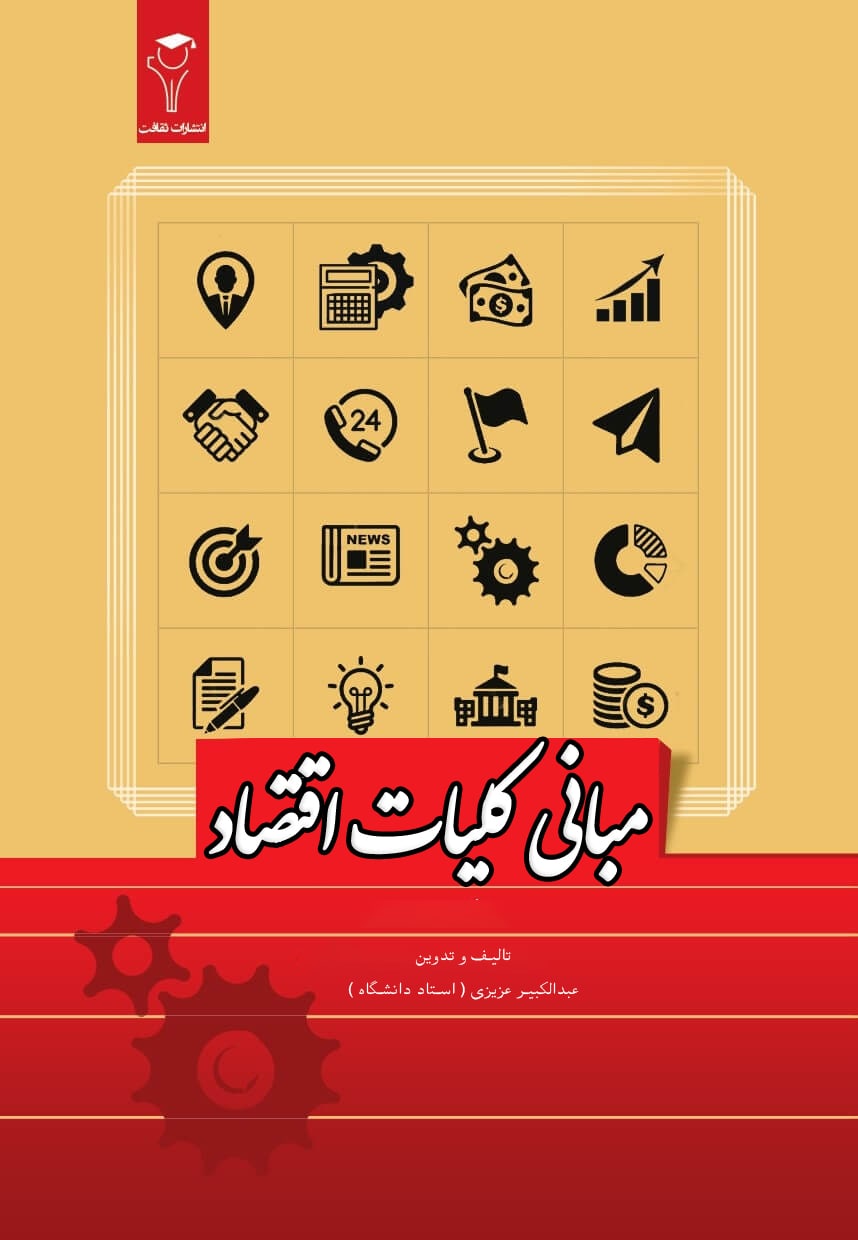 انتشارات ثقافت
24
NEWS
مبانی کلیات اقتصاد
تالیف و تدوین
عبدالکبیر عزیزی ( استاد دانشگاه )